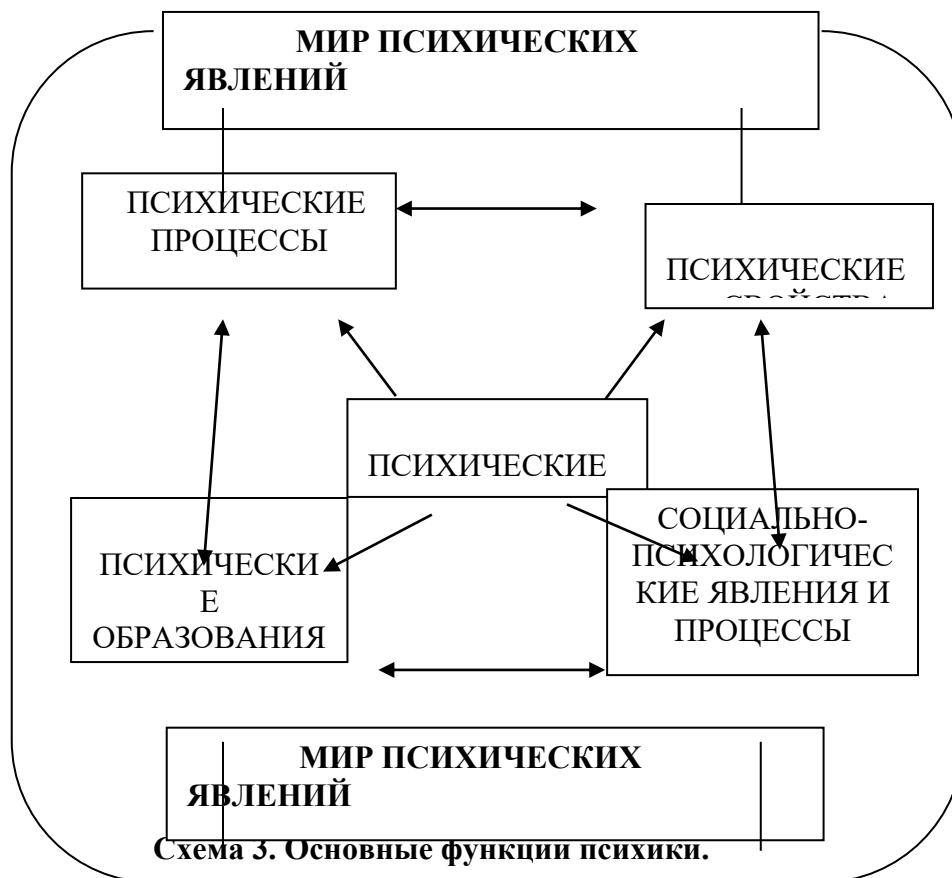 МИР ПСИХИЧЕСКИХ
ЯВЛЕНИЙ
ПСИХИЧЕСКИЕ
ПРОЦЕССЫ
ПСИХИЧЕСКИЕ
СВОЙСТВА
ПСИХИЧЕСКИЕ
ПСИХИЧЕСКИ
Е
ОБРАЗОВАНИЯ
СОЦИАЛЬНО-
ПСИХОЛОГИЧЕС
КИЕ ЯВЛЕНИЯ И
ПРОЦЕССЫ
МИР ПСИХИЧЕСКИХ
ЯВЛЕНИЙ
Схема 3. Основные функции психики.